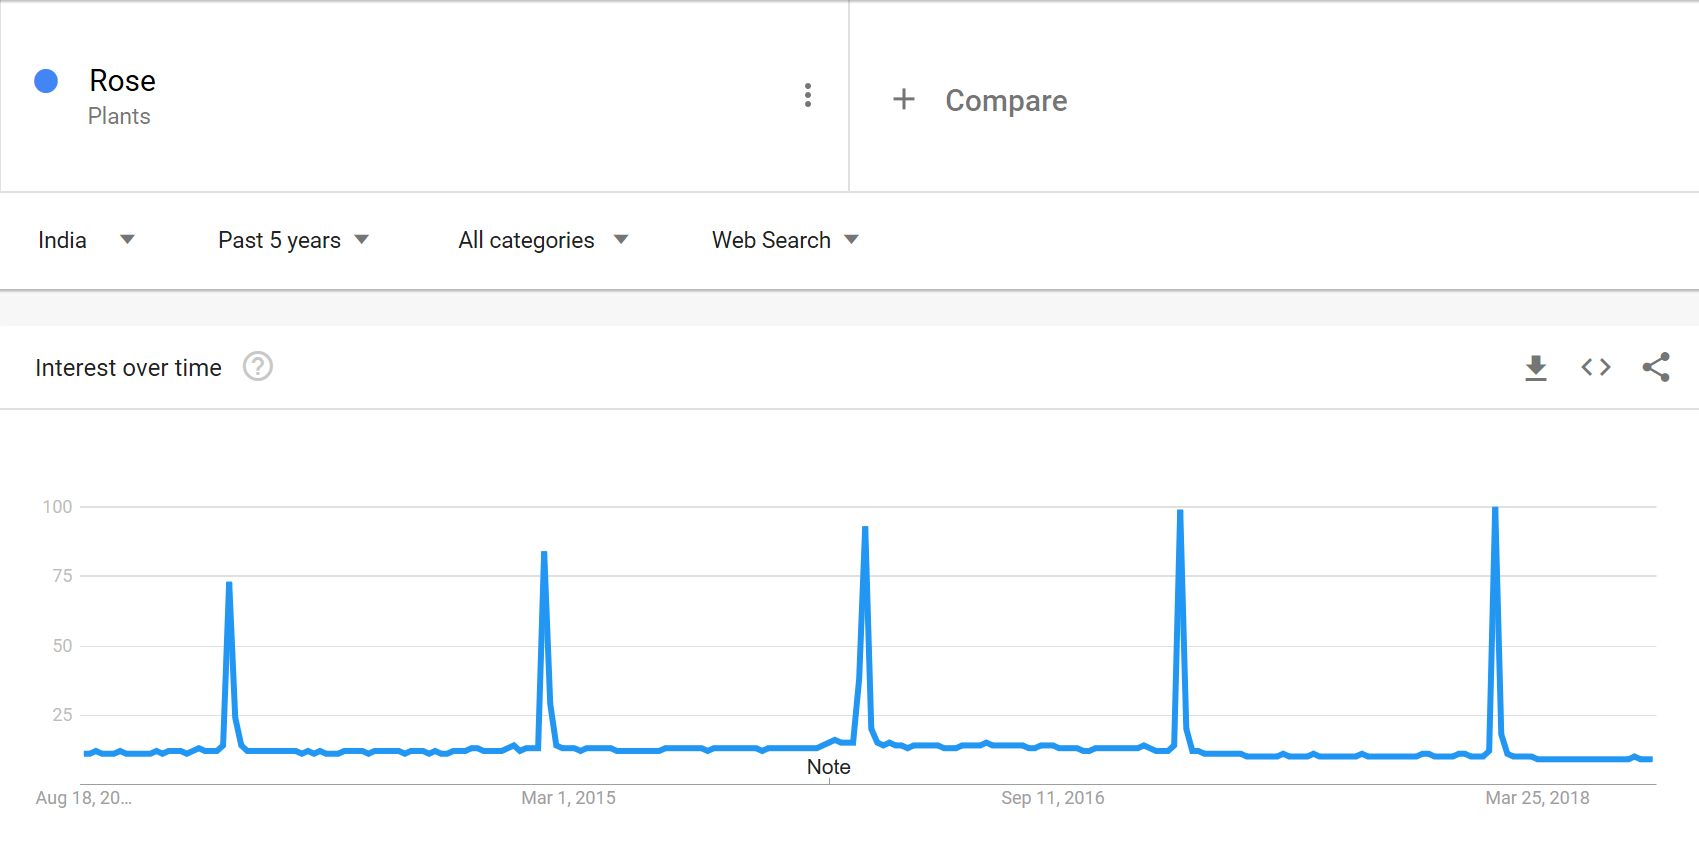 Rose
Plants
Compare
India
Past 5 years
All categories
Web Search
Interest over time
100
75
50
25
Note
Aug 18, 20...
Mar 1, 2015
Sep 11, 2016
Mar 25, 2018